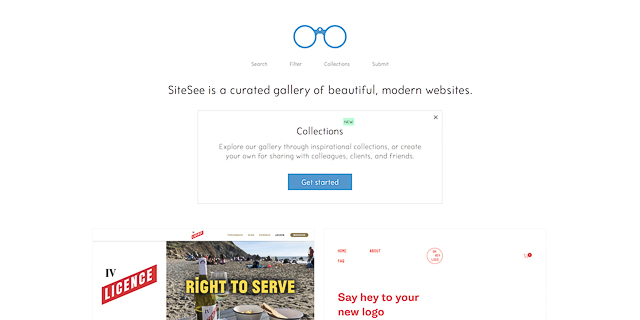 Search Filter Collections Submit
SiteSee is a curated gallery of beautiful, modern websites.
NEW
Collections
Explore our gallery through inspirational collections, or create
your own for sharing with colleagues, clients, and friends.
Get started
IV
LICENCE
RIGHT TO SERVE
HOME ABOUT
FAQ
HEY
LOGO
Say hey to your
new logo